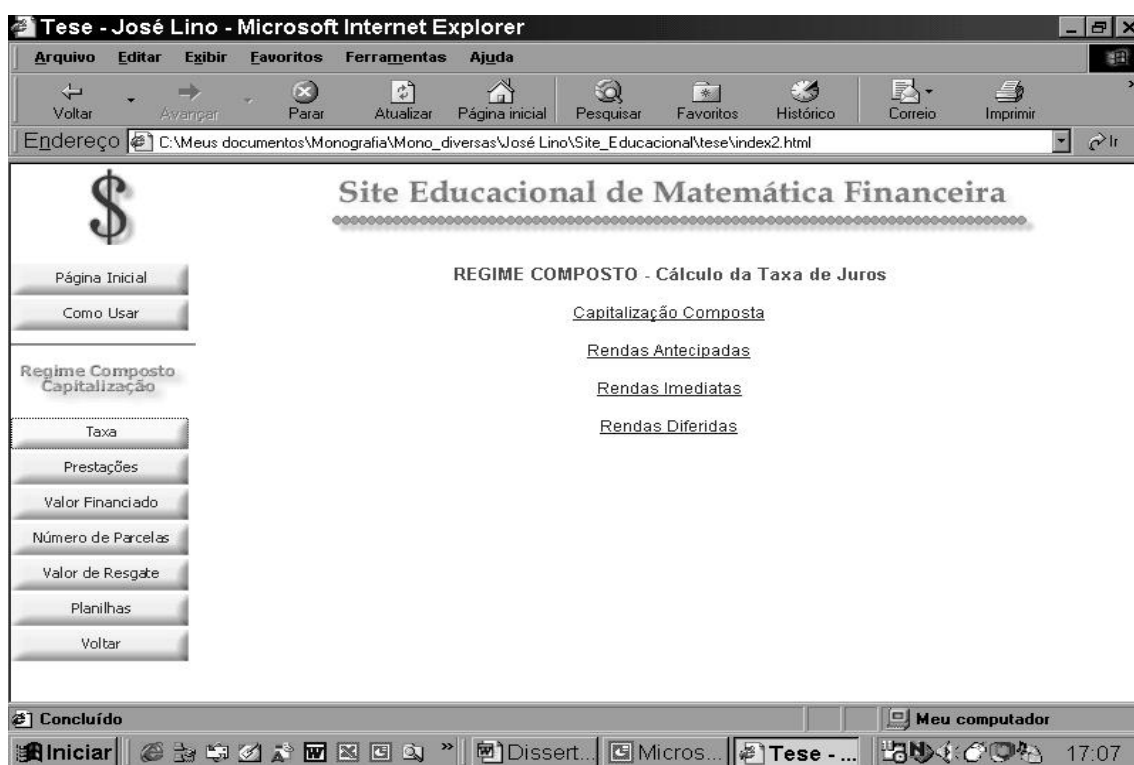 Tese - José Lino - Microsoft Internet Explorer
Arquivo Editar Exibir Favoritos Ferramentas Ajuda
Voltar Avançar Parar Atualizar Página inicial Pesquisar Favoritos Histórico Correio Imprimir
Endereço C:\Meus documentos\Monografia\Mono_diversas\José Lino\Site_Educacional\tese\index2.html Ir
Site Educacional de Matemática Financeira
Página Inicial
Como Usar
Regime Composto
Capitalização
Taxa
Prestações
Valor Financiado
Número de Parcelas
Valor de Resgate
Planilhas
Voltar
REGIME COMPOSTO - Cálculo da Taxa de Juros
Capitalização Composta
Rendas Antecipadas
Rendas Imediatas
Rendas Diferidas
Concluído Meu computador
Iniciar Dissert... Micros... Tese - ... 17:07